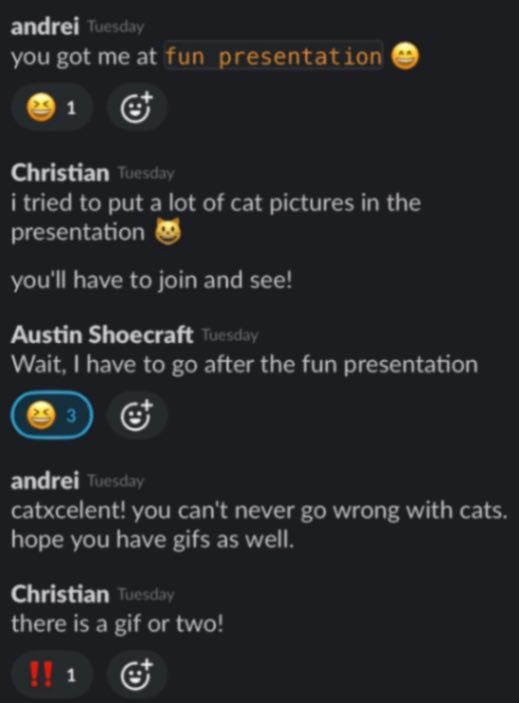 andrei Tuesday
you got me at fun presentation 😄
😆 1
Christian Tuesday
i tried to put a lot of cat pictures in the
presentation 😺
you'll have to join and see!
Austin Shoecraft Tuesday
Wait, I have to go after the fun presentation
😆 3
andrei Tuesday
catxcelent! you can't never go wrong with cats.
hope you have gifs as well.
Christian Tuesday
there is a gif or two!
‼️ 1